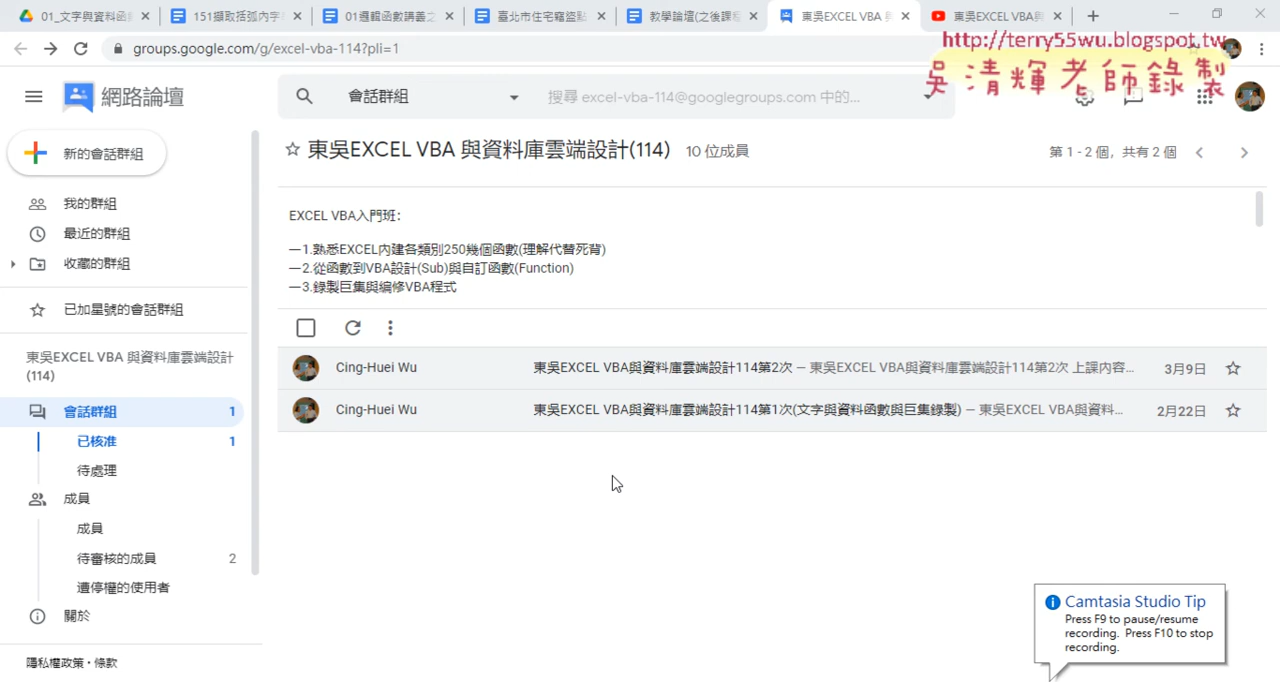 01_文字與資料函
151擷取括弧內字
01邏輯函數講義之
臺北市住宅竊盜點
教學論壇(之後課程
東吳EXCEL VBA 與
東吳EXCEL VBA與
groups.google.com/g/excel-vba-114?pli=1
http://terry55wu.blogspot.tw
吳清輝老師錄製
網路論壇
會話群組
搜尋 excel-vba-114@googlegroups.com 中的...
新的會話群組
我的群組
最近的群組
收藏的群組
已加星號的會話群組
東吳EXCEL VBA 與資料庫雲端設計
(114)
會話群組 1
已核准 1
待處理
成員
成員
待審核的成員 2
遭停權的使用者
關於
隱私權政策・條款
東吳EXCEL VBA 與資料庫雲端設計(114) 10 位成員
第 1 - 2 個，共有 2 個
EXCEL VBA入門班：
一1.熟悉EXCEL內建各類別250幾個函數(理解代替死背)
一2.從函數到VBA設計(Sub)與自訂函數(Function)
一3.錄製巨集與編修VBA程式
Cing-Huei Wu 東吳EXCEL VBA與資料庫雲端設計114第2次 — 東吳EXCEL VBA與資料庫雲端設計114第2次 上課內容... 3月9日
Cing-Huei Wu 東吳EXCEL VBA與資料庫雲端設計114第1次(文字與資料函數與巨集錄製) — 東吳EXCEL VBA與資料... 2月22日
Camtasia Studio Tip
Press F9 to pause/resume
recording. Press F10 to stop
recording.